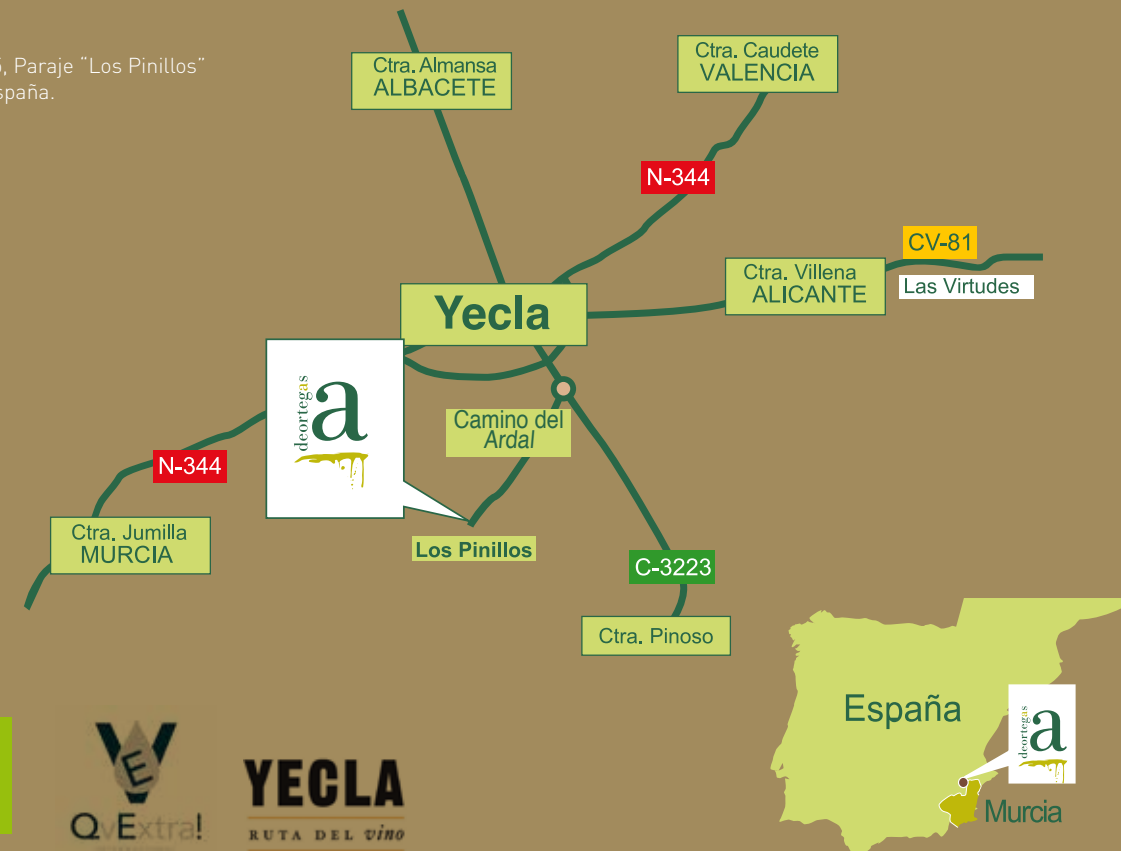 Paraje “Los Pinillos”
Ctra. Almansa
ALBACETE
Ctra. Caudete
VALENCIA
N-344
CV-81
Ctra. Villena
ALICANTE
Las Virtudes
Yecla
deortegas
a
Camino del
Ardal
N-344
Ctra. Jumilla
MURCIA
Los Pinillos
C-3223
Ctra. Pinoso
España
deortegas
a
Murcia
VE
QvExtra!
YECLA
RUTA DEL vino